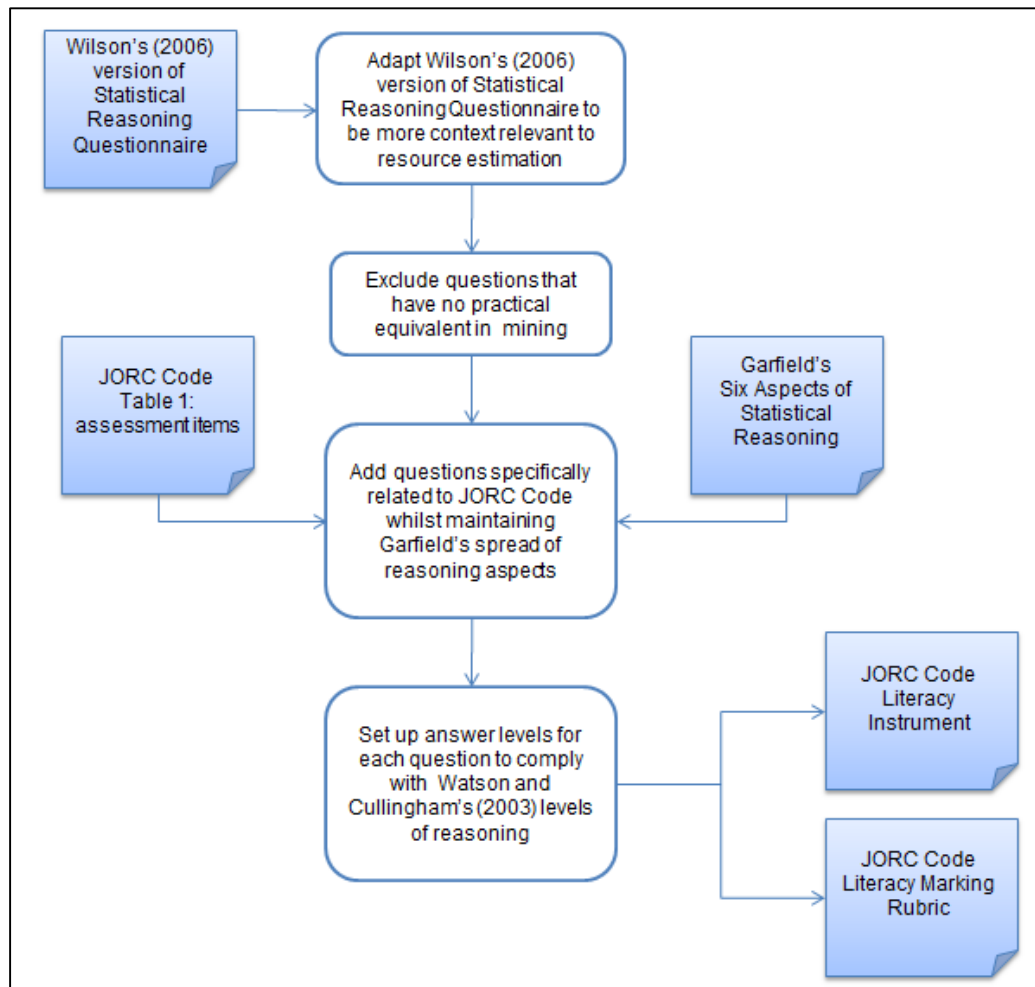 Wilson's (2006)
version of
Statistical
Reasoning
Questionnaire
Adapt Wilson's (2006)
version of Statistical
Reasoning Questionnaire to
be more context relevant to
resource estimation
Exclude questions that
have no practical
equivalent in mining
JORC Code
Table 1:
assessment items
Garfield's
Six Aspects of
Statistical
Reasoning
Add questions specifically
related to JORC Code
whilst maintaining
Garfield's spread of
reasoning aspects
Set up answer levels for
each question to comply
with Watson and
Cullingham's (2003) levels
of reasoning
JORC Code
Literacy
Instrument
JORC Code
Literacy Marking
Rubric